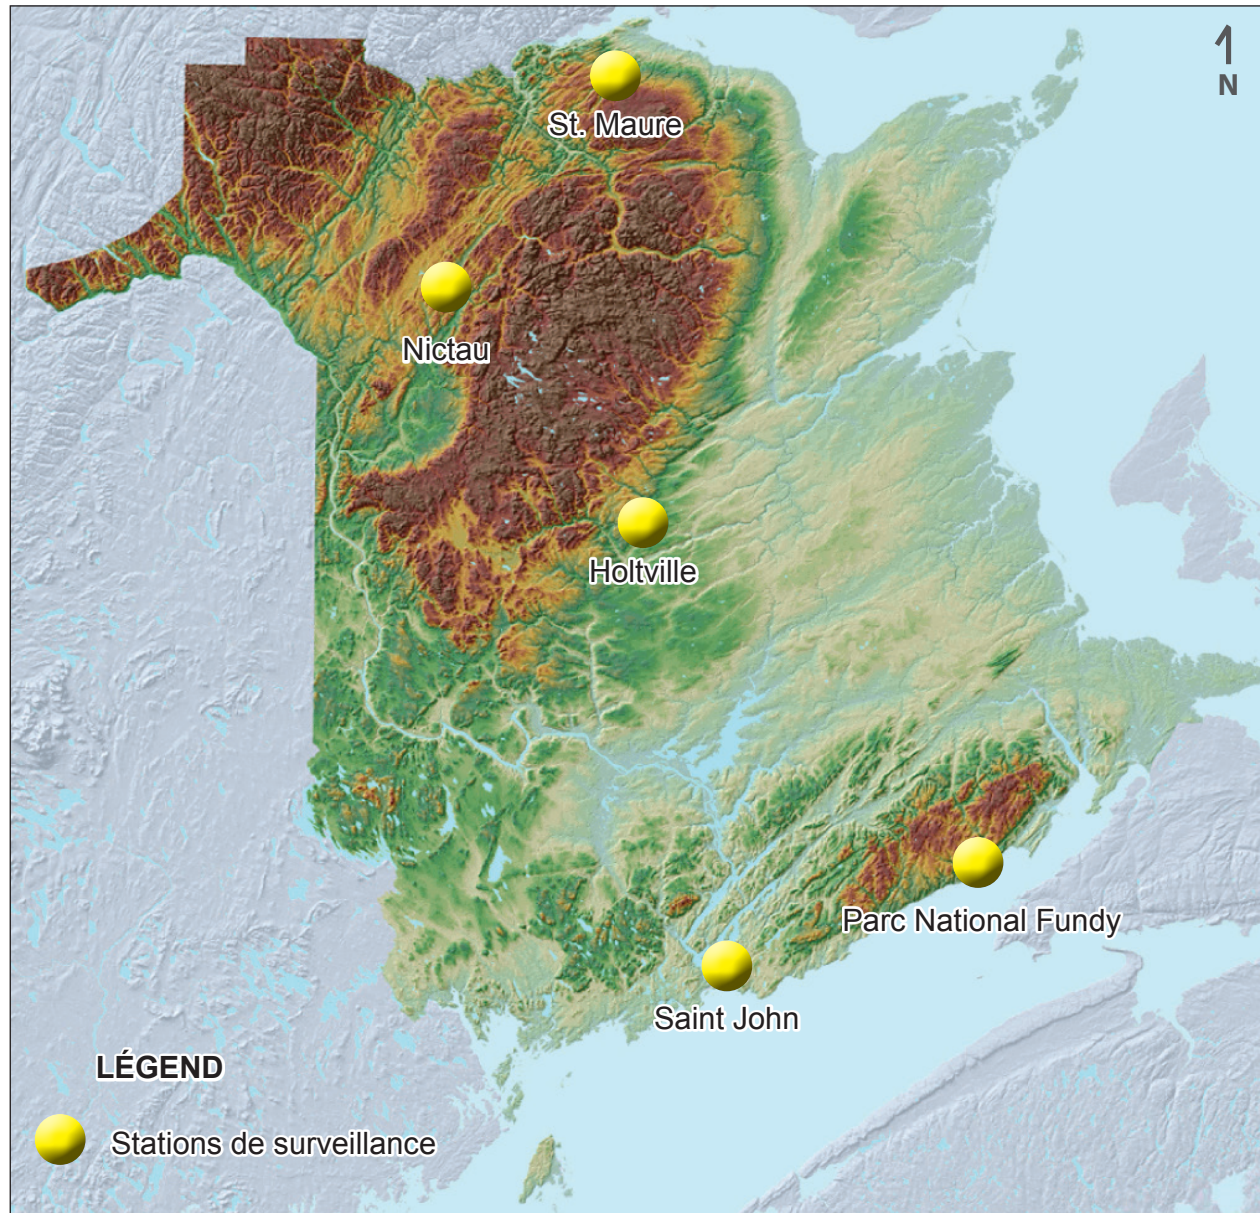 N
St. Maure
Nictau
Holtville
Parc National Fundy
Saint John
LÉGEND
Stations de surveillance